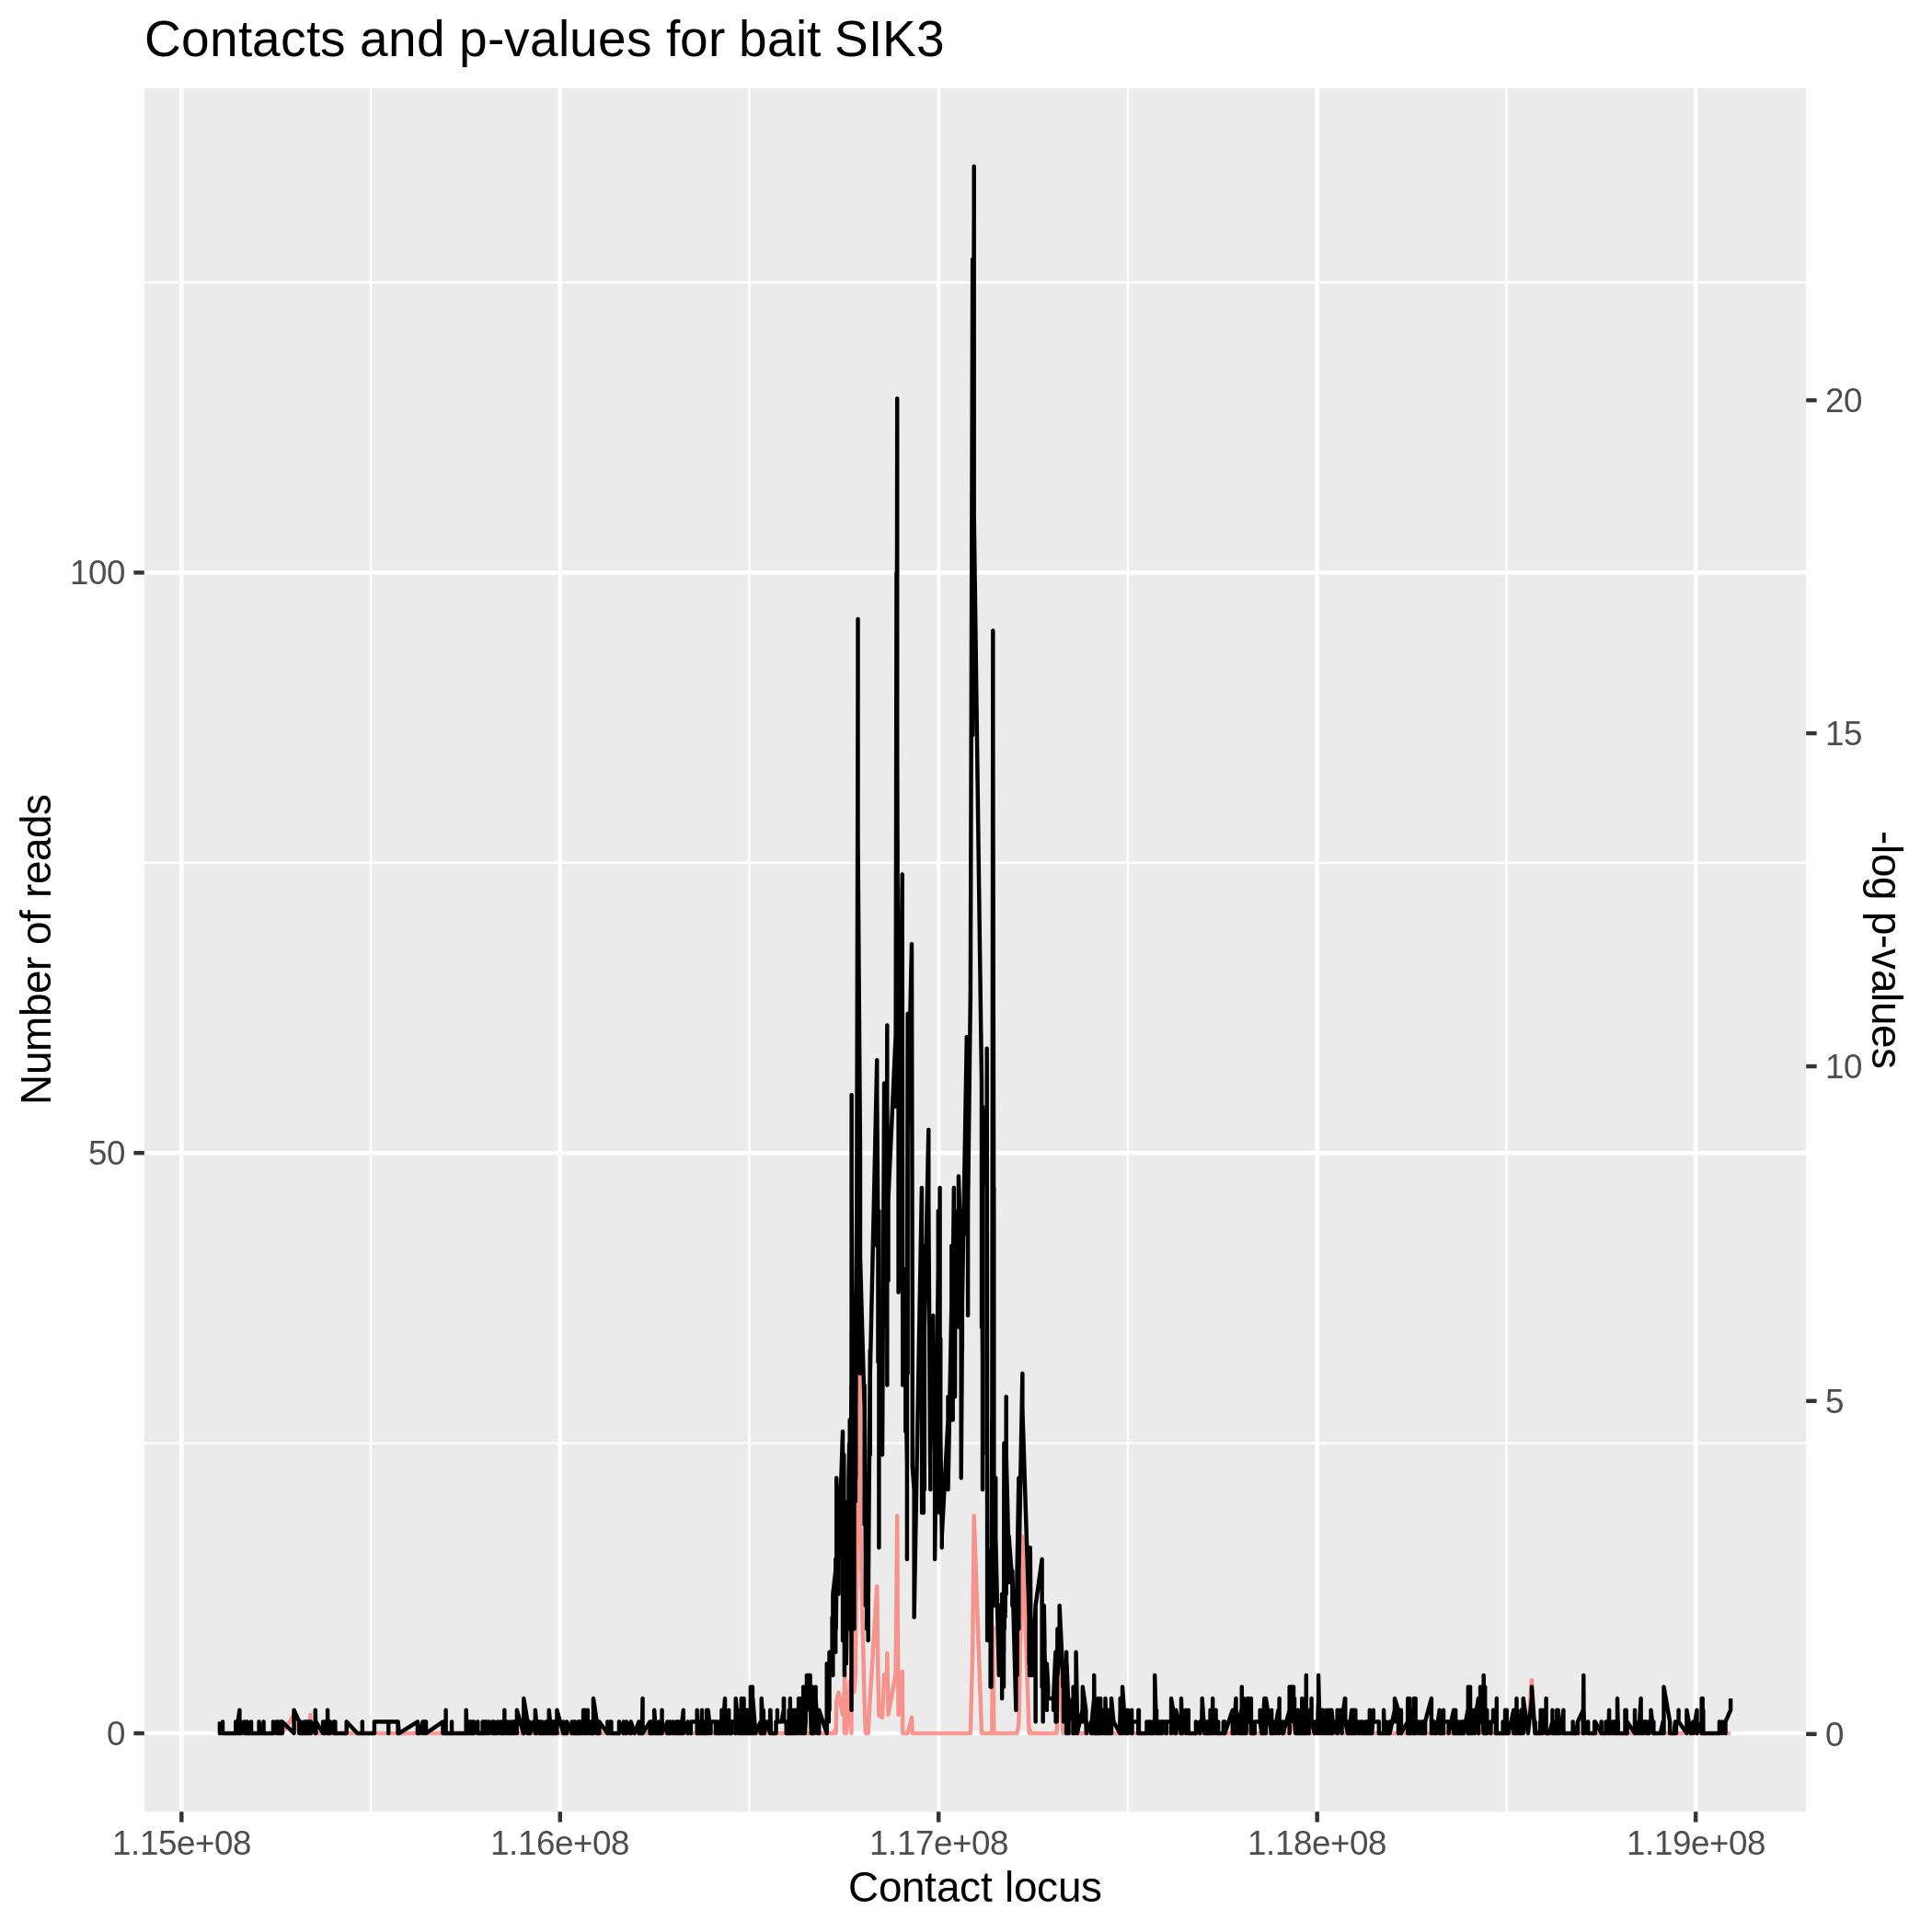 Contacts and p-values for bait SIK3
Number of reads
100
50
0
20
15
10
5
0
-log p-values
1.15e+08
1.16e+08
1.17e+08
1.18e+08
1.19e+08
Contact locus